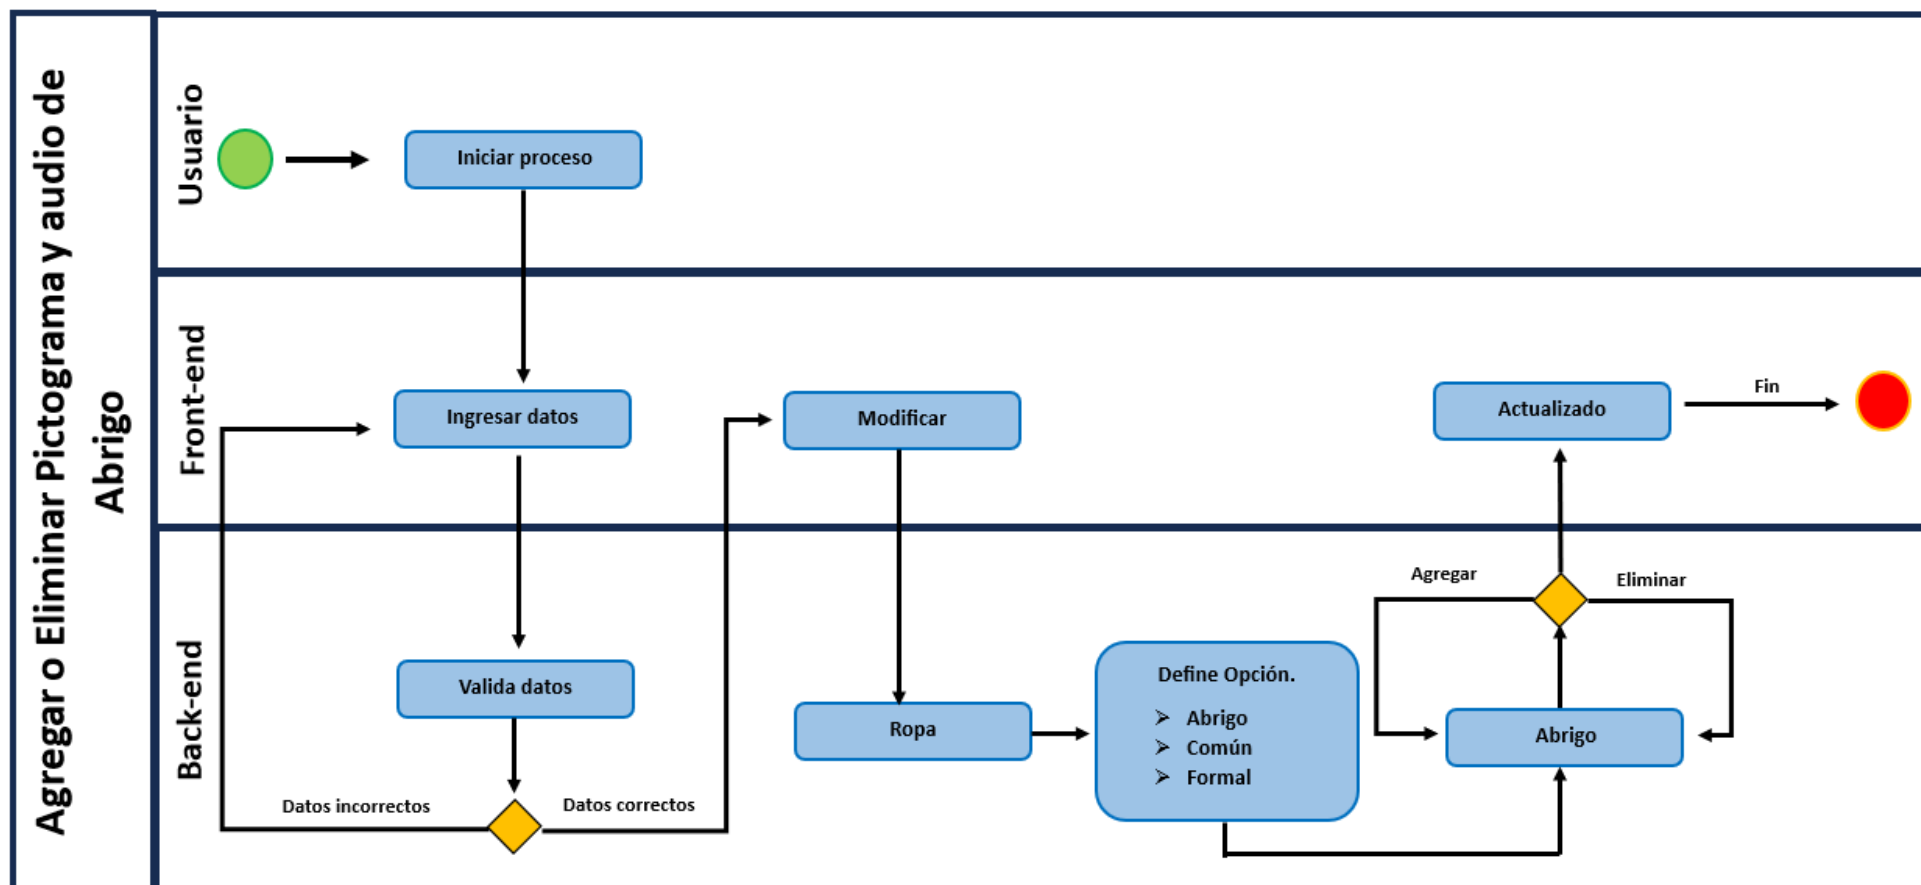 Agregar o Eliminar Pictograma y audio de
Abrigo
Usuario
Iniciar proceso
Front-end
Ingresar datos
Modificar
Actualizado
Fin
Back-end
Valida datos
Datos incorrectos
Datos correctos
Ropa
Define Opción.
➢ Abrigo
➢ Común
➢ Formal
Agregar
Eliminar
Abrigo